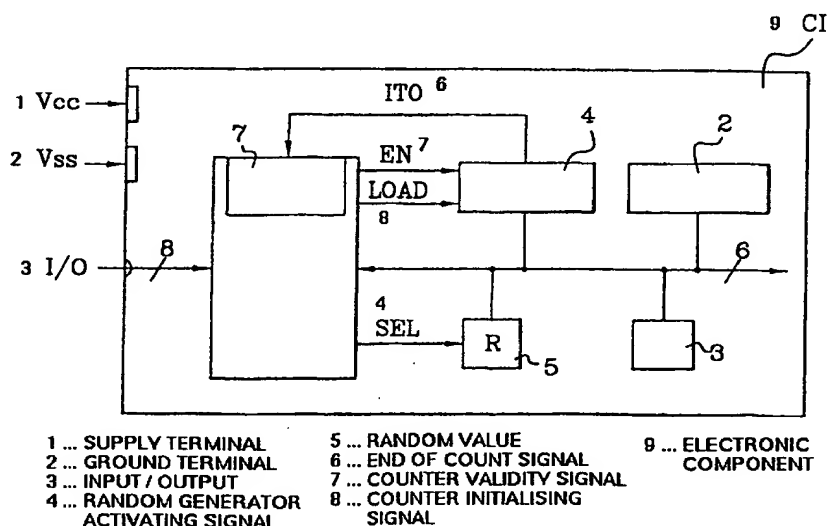 9 CI
1 Vcc
ITO 6
7
EN 7
4
2
2 Vss
LOAD
8
8
3 I/O
6
4
SEL
R
5
3
1 ... SUPPLY TERMINAL
2 ... GROUND TERMINAL
3 ... INPUT / OUTPUT
4 ... RANDOM GENERATOR
ACTIVATING SIGNAL
5 ... RANDOM VALUE
6 ... END OF COUNT SIGNAL
7 ... COUNTER VALIDITY SIGNAL
8 ... COUNTER INITIALISING
SIGNAL
9 ... ELECTRONIC
COMPONENT